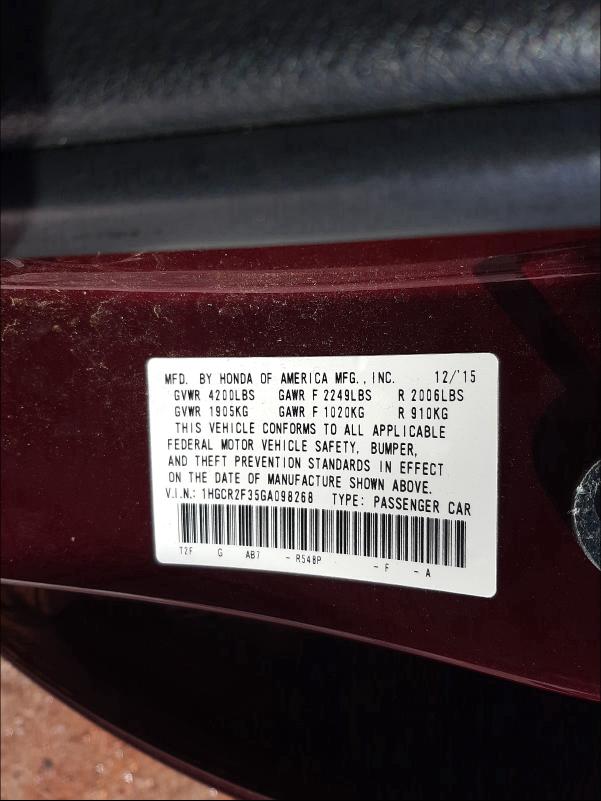 MFD. BY HONDA OF AMERICA MFG., INC. 12/'15
GVWR 4200LBS GAWR F 2249LBS R 2006LBS
GVWR 1905KG GAWR F 1020KG R 910KG
THIS VEHICLE CONFORMS TO ALL APPLICABLE
FEDERAL MOTOR VEHICLE SAFETY, BUMPER,
AND THEFT PREVENTION STANDARDS IN EFFECT
ON THE DATE OF MANUFACTURE SHOWN ABOVE.
V.I.N.: 1HGCR2F35GA098268 TYPE: PASSENGER CAR
T2F G AB7 - R548P - F - A